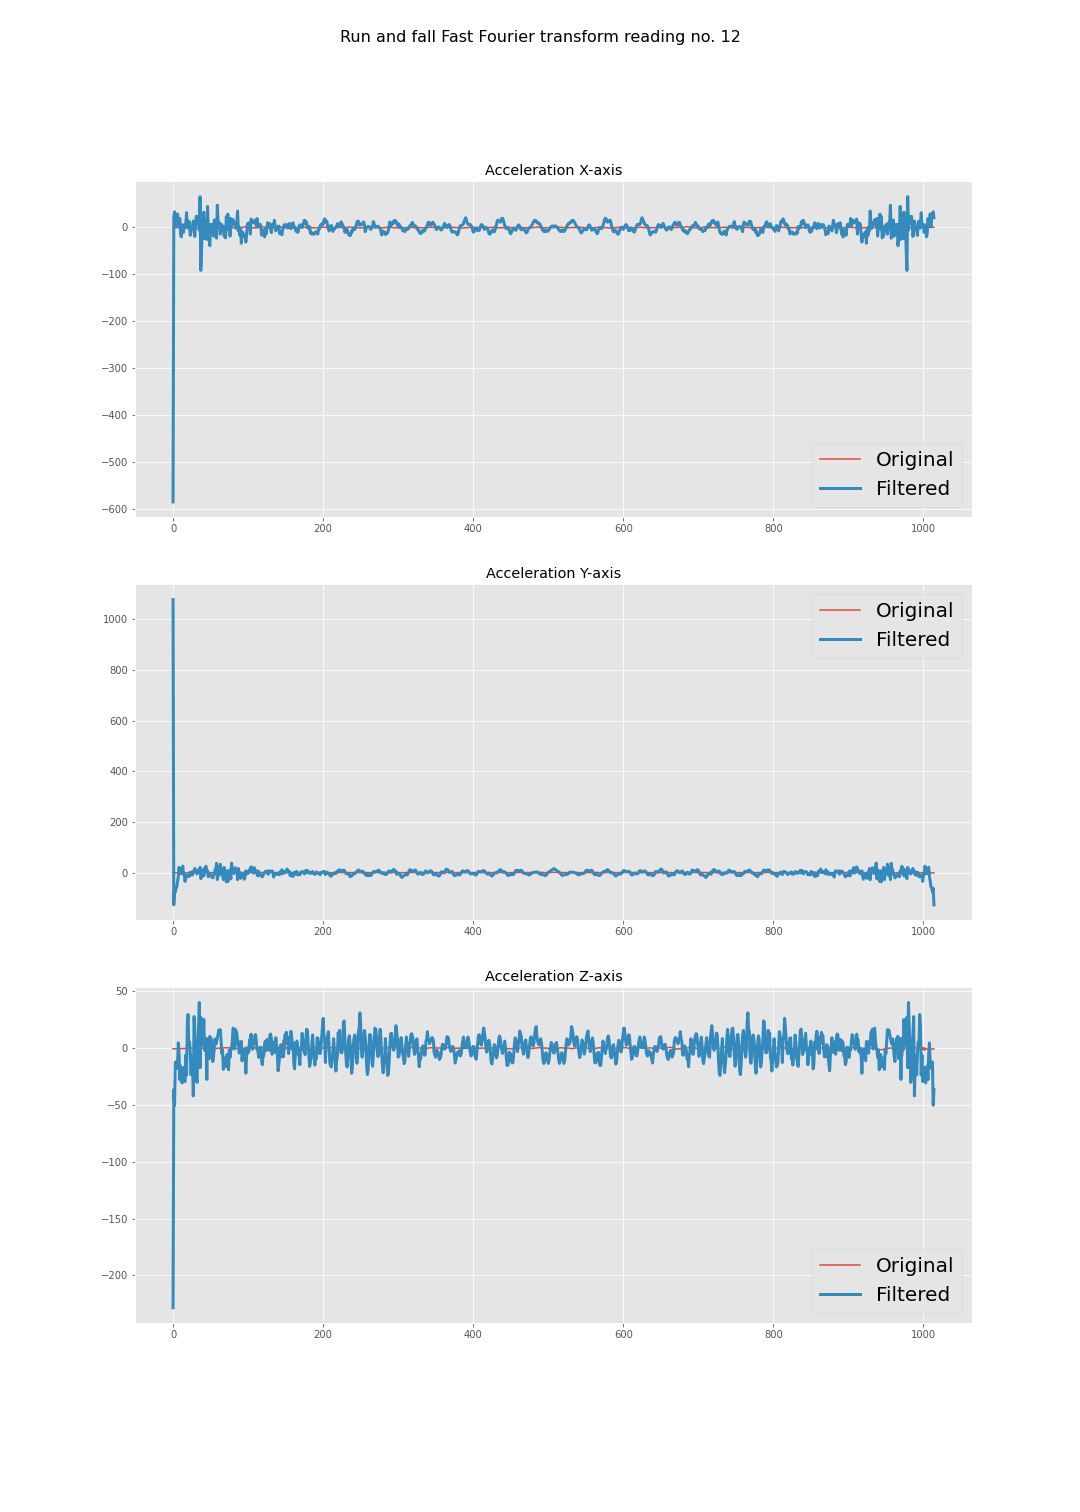 Run and fall Fast Fourier transform reading no. 12
Acceleration X-axis
0
−100
−200
−300
−400
−500
−600
Original
Filtered
0 200 400 600 800 1000
Acceleration Y-axis
1000
800
600
400
200
0
Original
Filtered
0 200 400 600 800 1000
Acceleration Z-axis
50
0
−50
−100
−150
−200
Original
Filtered
0 200 400 600 800 1000